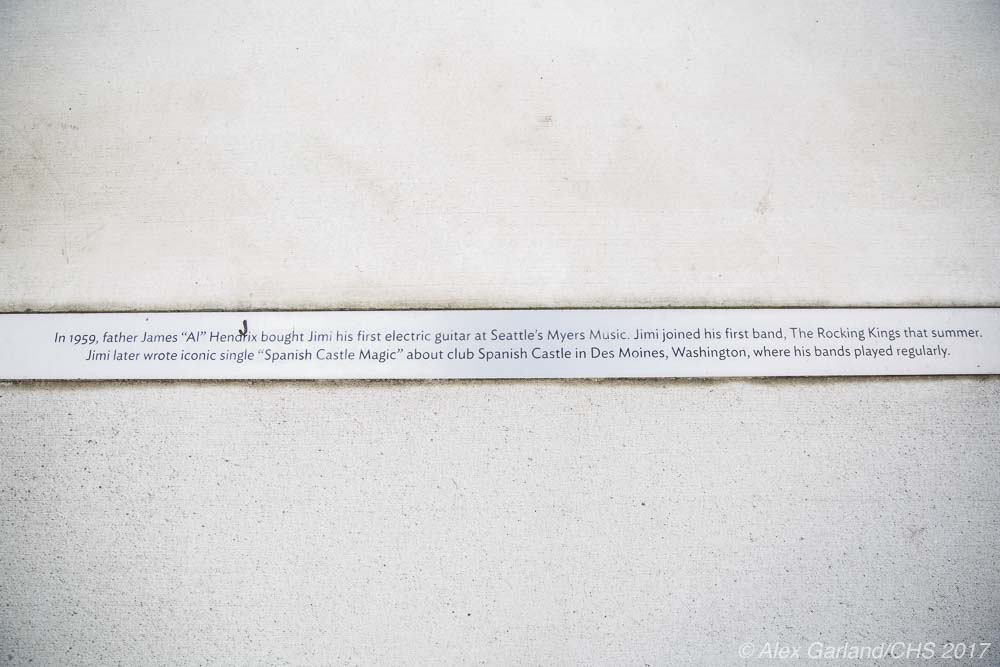 In 1959, father James “Al” Hendrix bought Jimi his first electric guitar at Seattle’s Myers Music. Jimi joined his first band, The Rocking Kings that summer.
Jimi later wrote iconic single “Spanish Castle Magic” about club Spanish Castle in Des Moines, Washington, where his bands played regularly.
© Alex Garland/CHS 2017